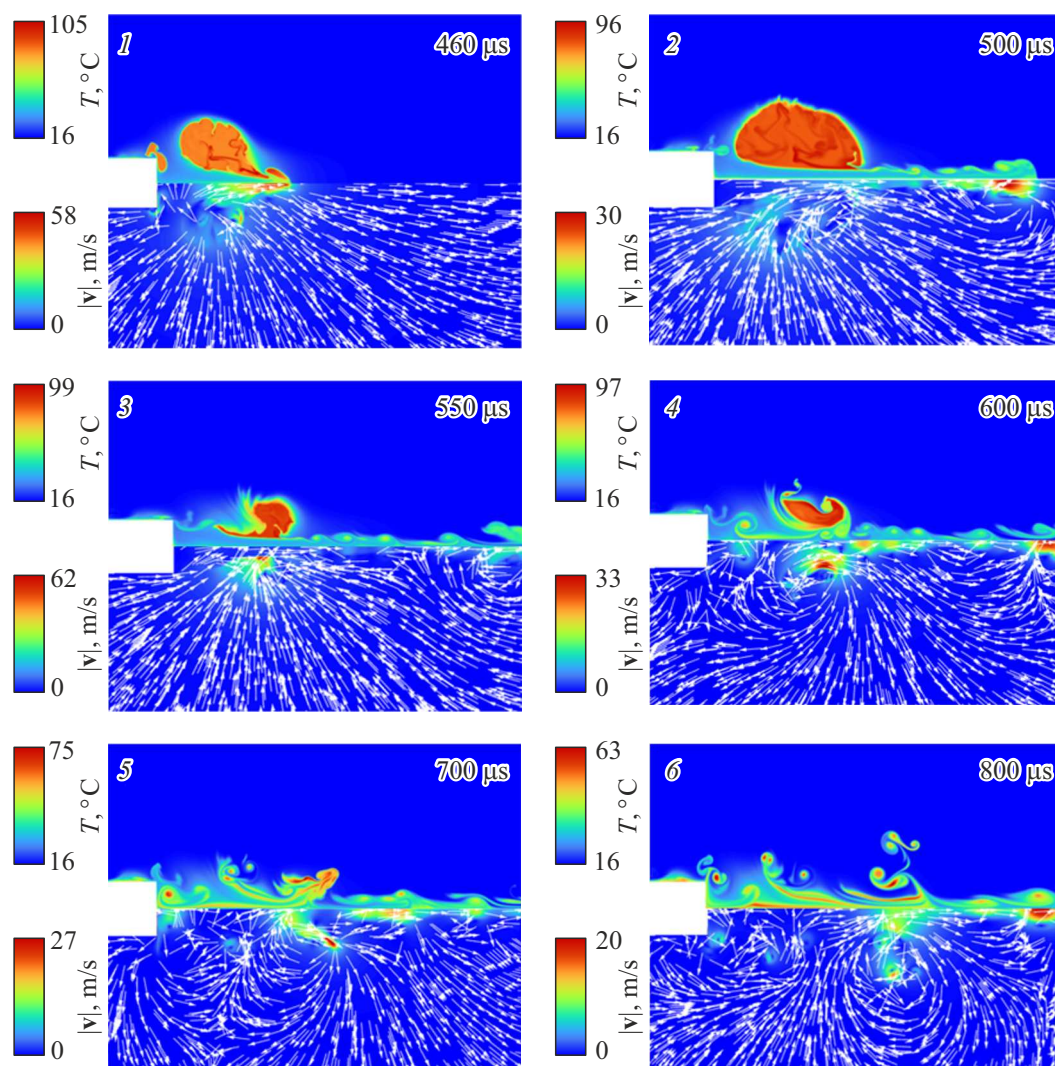 105
T, °C
16
1
460 μs
58
|v|, m/s
0
96
T, °C
16
2
500 μs
30
|v|, m/s
0
99
T, °C
16
3
550 μs
62
|v|, m/s
0
97
T, °C
16
4
600 μs
33
|v|, m/s
0
75
T, °C
16
5
700 μs
27
|v|, m/s
0
63
T, °C
16
6
800 μs
20
|v|, m/s
0